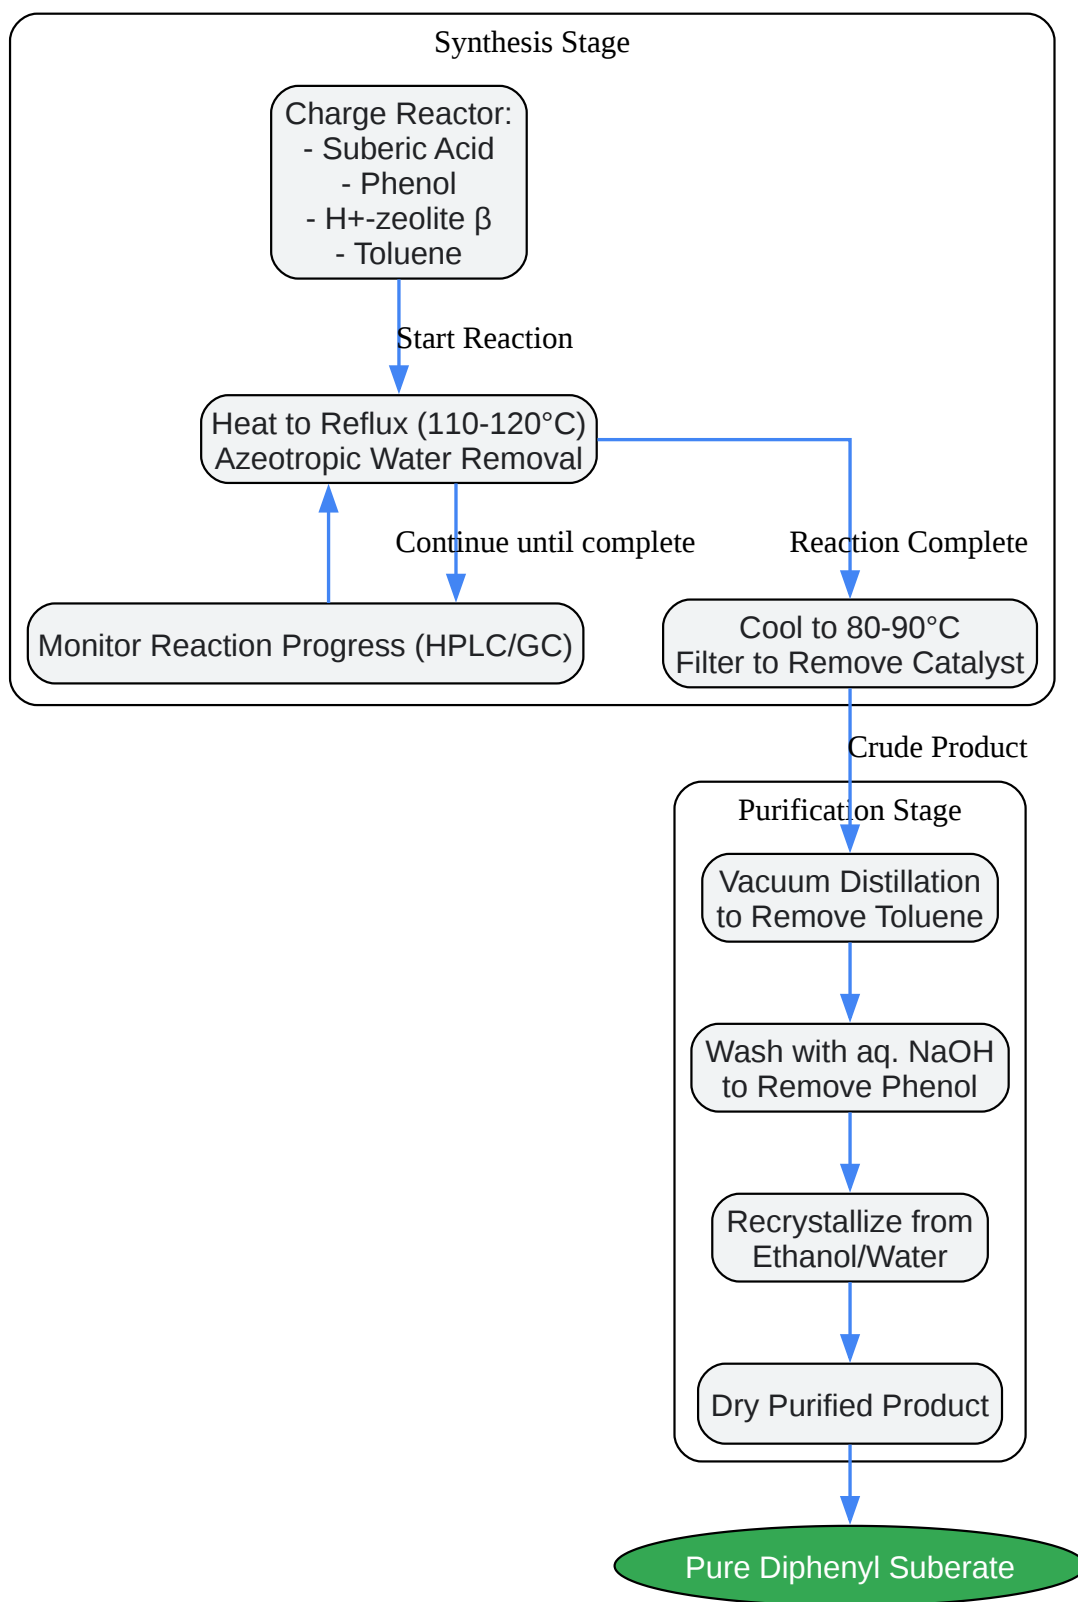 Synthesis Stage
Charge Reactor:
- Suberic Acid
- Phenol
- H+-zeolite β
- Toluene
Start Reaction
Heat to Reflux (110-120°C)
Azeotropic Water Removal
Continue until complete
Reaction Complete
Monitor Reaction Progress (HPLC/GC)
Cool to 80-90°C
Filter to Remove Catalyst
Crude Product
Purification Stage
Vacuum Distillation
to Remove Toluene
Wash with aq. NaOH
to Remove Phenol
Recrystallize from
Ethanol/Water
Dry Purified Product
Pure Diphenyl Suberate